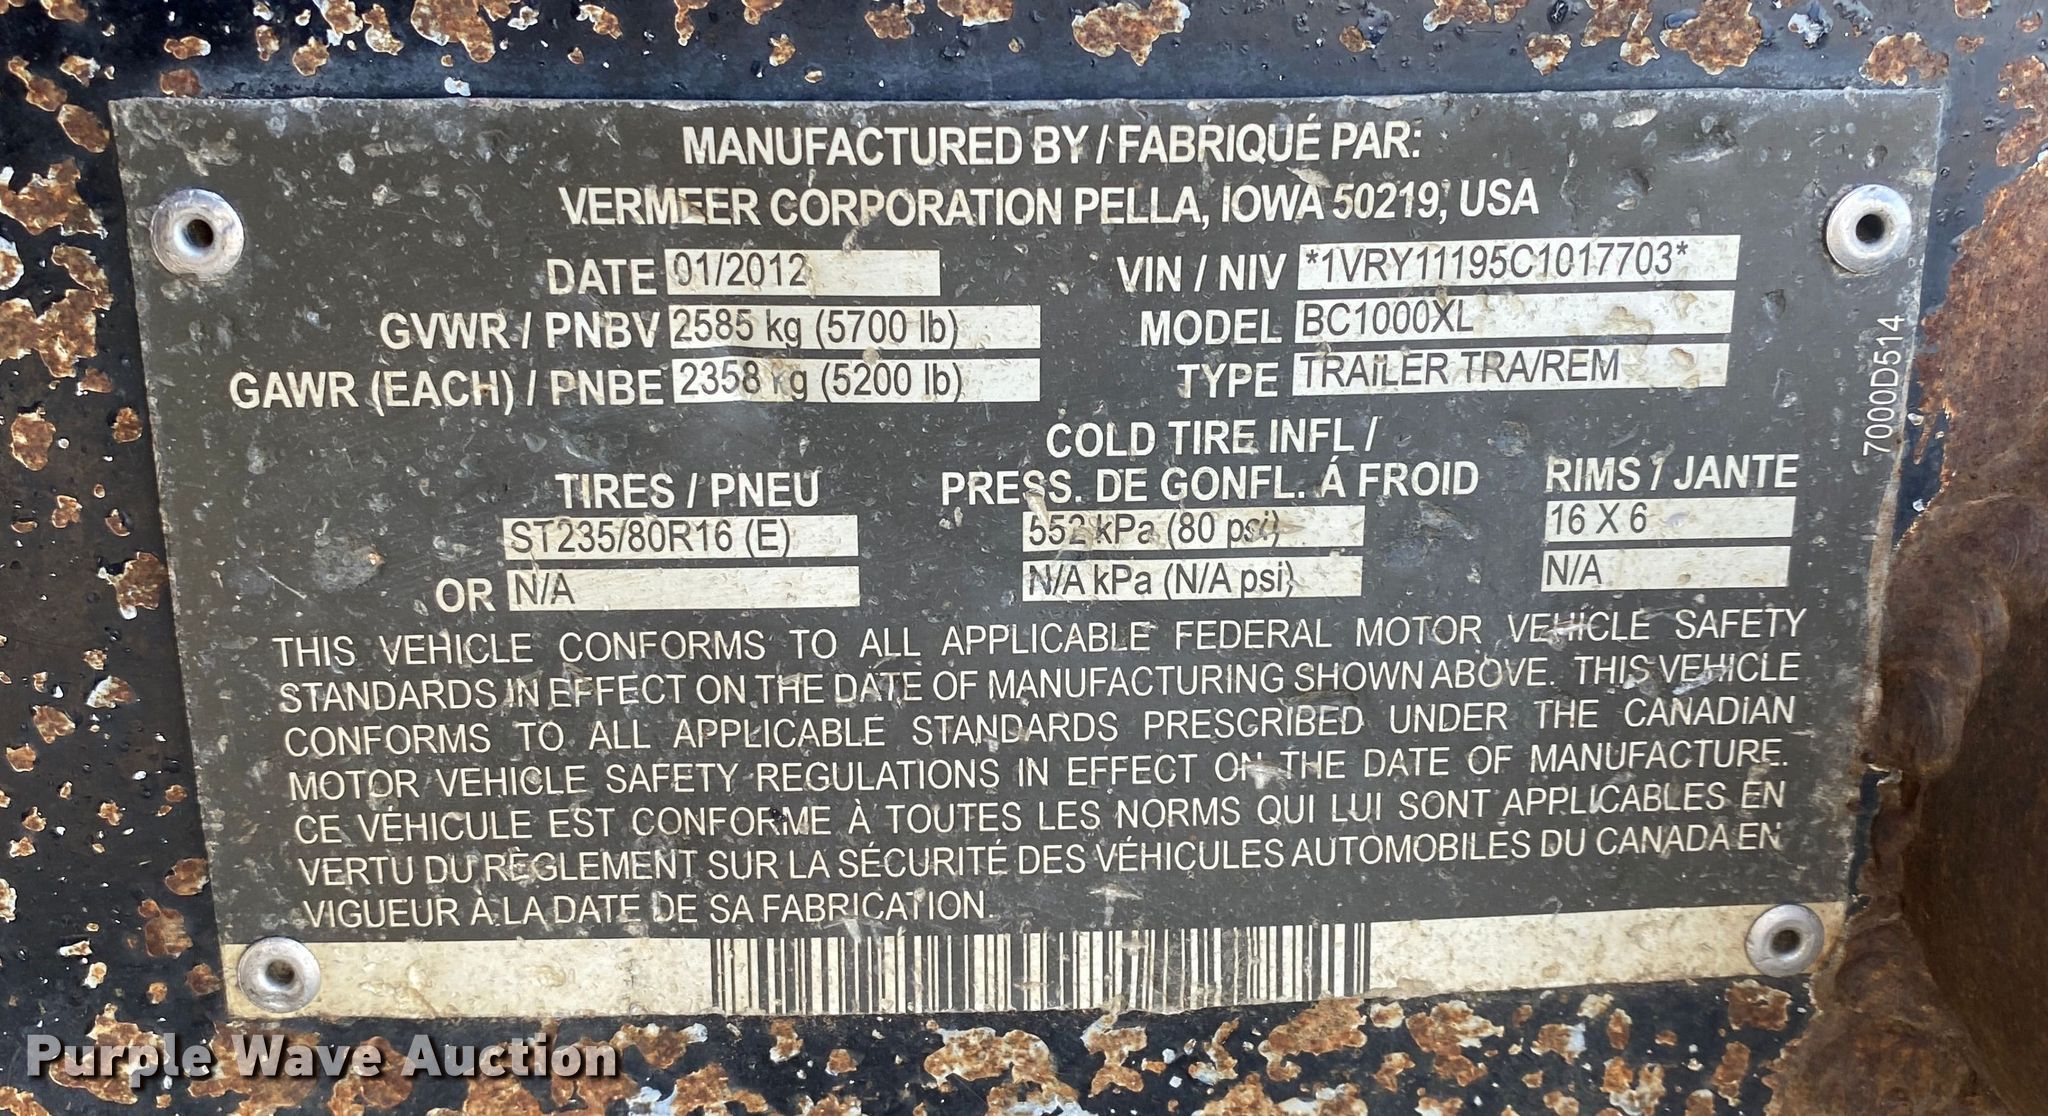 MANUFACTURED BY / FABRIQUÉ PAR:
VERMEER CORPORATION PELLA, IOWA 50219, USA
DATE 01/2012 VIN / NIV *1VRY11195C1017703*
GVWR / PNBV 2585 kg (5700 lb) MODEL BC1000XL
GAWR (EACH) / PNBE 2358 kg (5200 lb) TYPE TRAILER TRA/REM
7000D514
COLD TIRE INFL /
TIRES / PNEU PRESS. DE GONFL. Á FROID RIMS / JANTE
ST235/80R16 (E) 552 kPa (80 psi) 16 X 6
OR N/A N/A kPa (N/A psi) N/A
THIS VEHICLE CONFORMS TO ALL APPLICABLE FEDERAL MOTOR VEHICLE SAFETY
STANDARDS IN EFFECT ON THE DATE OF MANUFACTURING SHOWN ABOVE. THIS VEHICLE
CONFORMS TO ALL APPLICABLE STANDARDS PRESCRIBED UNDER THE CANADIAN
MOTOR VEHICLE SAFETY REGULATIONS IN EFFECT ON THE DATE OF MANUFACTURE.
CE VÉHICULE EST CONFORME À TOUTES LES NORMS QUI LUI SONT APPLICABLES EN
VERTU DU RÈGLEMENT SUR LA SÉCURITÉ DES VÉHICULES AUTOMOBILES DU CANADA EN
VIGUEUR À LA DATE DE SA FABRICATION.
Purple Wave Auction